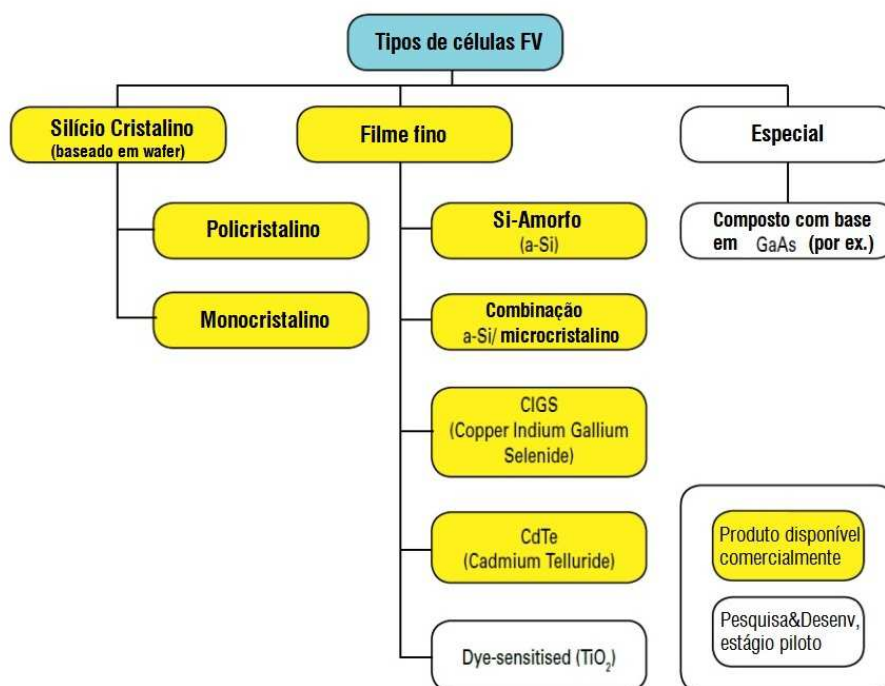 Tipos de células FV
Silício Cristalino
(baseado em wafer)
Policristalino
Monocristalino
Filme fino
Si-Amorfo
(a-Si)
Combinação
a-Si/ microcristalino
CIGS
(Copper Indium Gallium
Selenide)
CdTe
(Cadmium Telluride)
Dye-sensitised (TiO₂)
Especial
Composto com base
em GaAs (por ex.)
Produto disponível
comercialmente
Pesquisa&Desenv,
estágio piloto